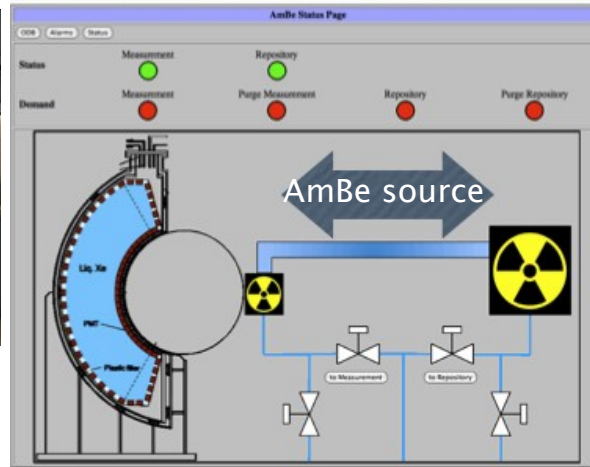 AmBe Status Page
ODB Alarms Status
Measurement Repository
Status
Measurement Purge Measurement Repository Purge Repository
Demand
AmBe source
Liq. Xe
PMT
Plastic filler
to Measurement to Repository